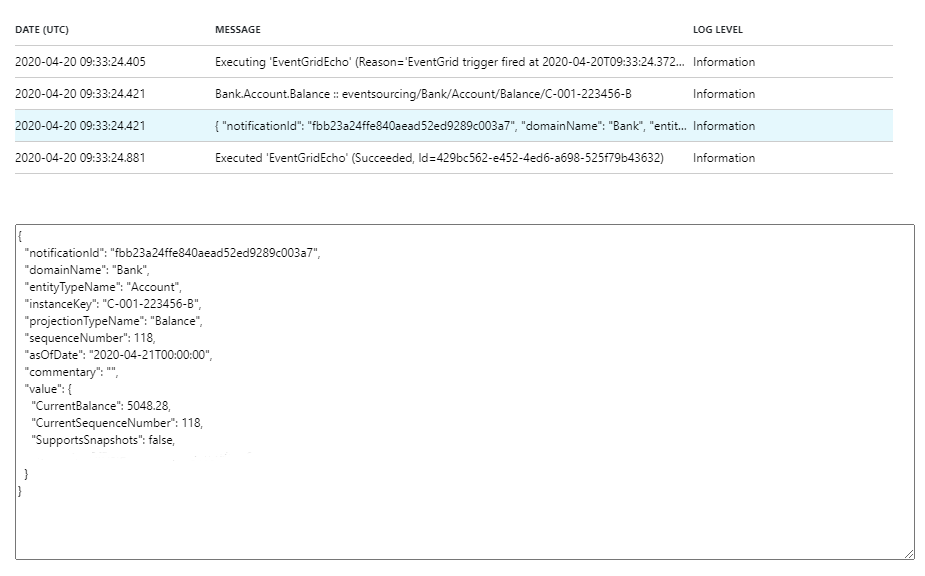 DATE (UTC) MESSAGE LOG LEVEL
2020-04-20 09:33:24.405 Executing 'EventGridEcho' (Reason='EventGrid trigger fired at 2020-04-20T09:33:24.372... Information
2020-04-20 09:33:24.421 Bank.Account.Balance :: eventsourcing/Bank/Account/Balance/C-001-223456-B Information
2020-04-20 09:33:24.421 { "notificationId": "fbb23a24ffe840aead52ed9289c003a7", "domainName": "Bank", "entit... Information
2020-04-20 09:33:24.881 Executed 'EventGridEcho' (Succeeded, Id=429bc562-e452-4ed6-a698-525f79b43632) Information
{
"notificationId": "fbb23a24ffe840aead52ed9289c003a7",
"domainName": "Bank",
"entityTypeName": "Account",
"instanceKey": "C-001-223456-B",
"projectionTypeName": "Balance",
"sequenceNumber": 118,
"asOfDate": "2020-04-21T00:00:00",
"commentary": "",
"value": {
"CurrentBalance": 5048.28,
"CurrentSequenceNumber": 118,
"SupportsSnapshots": false,
}
}